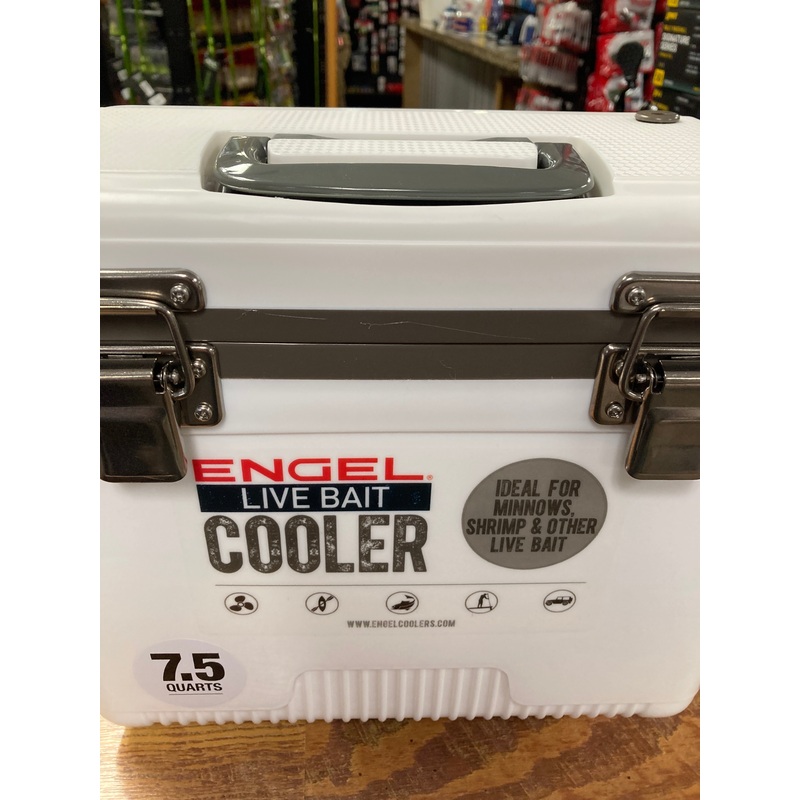 ENGEL®
LIVE BAIT
COOLER
IDEAL FOR
MINNOWS,
SHRIMP & OTHER
LIVE BAIT
WWW.ENGELCOOLERS.COM
7.5
QUARTS